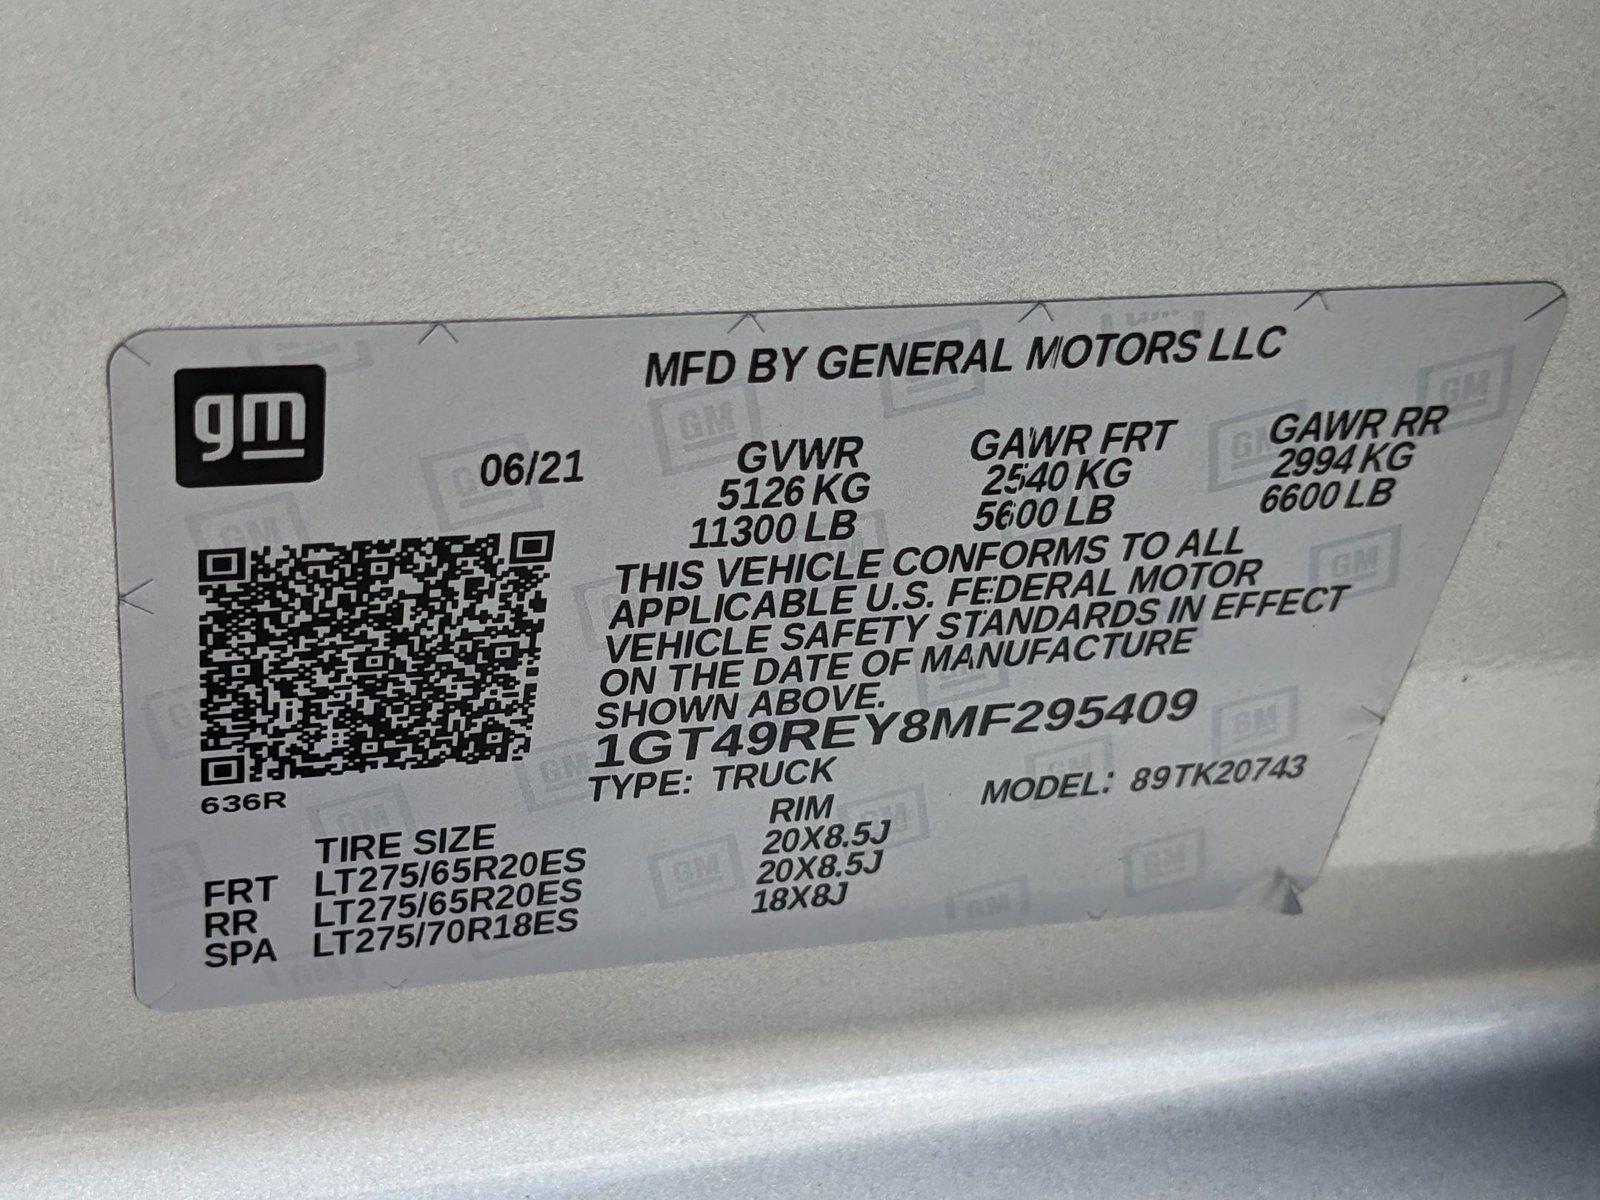 gm
MFD BY GENERAL MOTORS LLC
06/21
GVWR GAWR FRT GAWR RR
5126 KG 2540 KG 2994 KG
11300 LB 5600 LB 6600 LB
THIS VEHICLE CONFORMS TO ALL
APPLICABLE U.S. FEDERAL MOTOR
VEHICLE SAFETY STANDARDS IN EFFECT
ON THE DATE OF MANUFACTURE
SHOWN ABOVE.
1GT49REY8MF295409
TYPE: TRUCK MODEL: 89TK20743
636R
TIRE SIZE RIM
FRT LT275/65R20ES 20X8.5J
RR LT275/65R20ES 20X8.5J
SPA LT275/70R18ES 18X8J